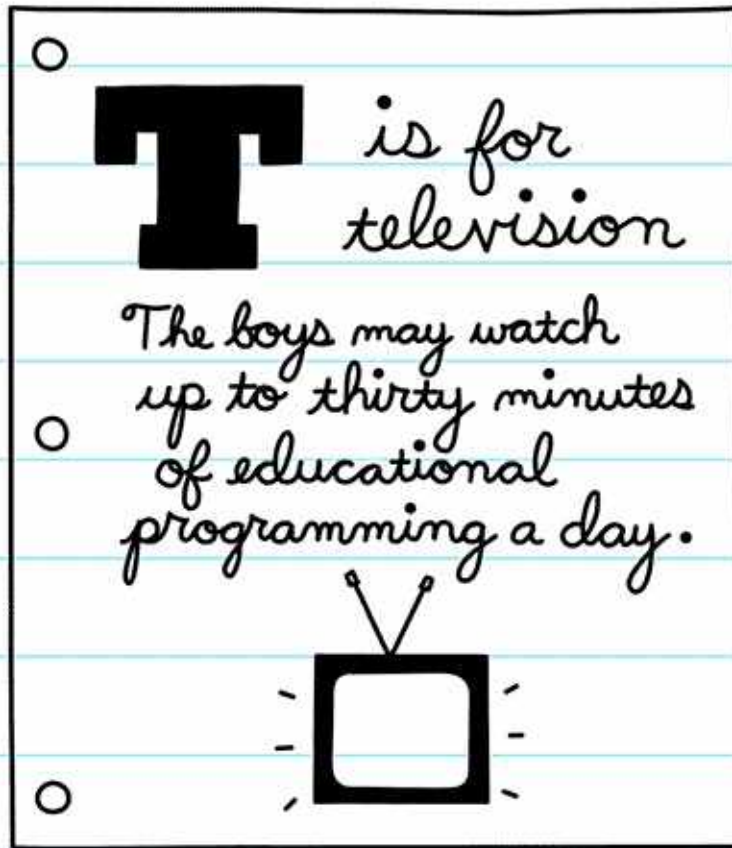 T is for
television
The boys may watch
up to thirty minutes
of educational
programming a day.